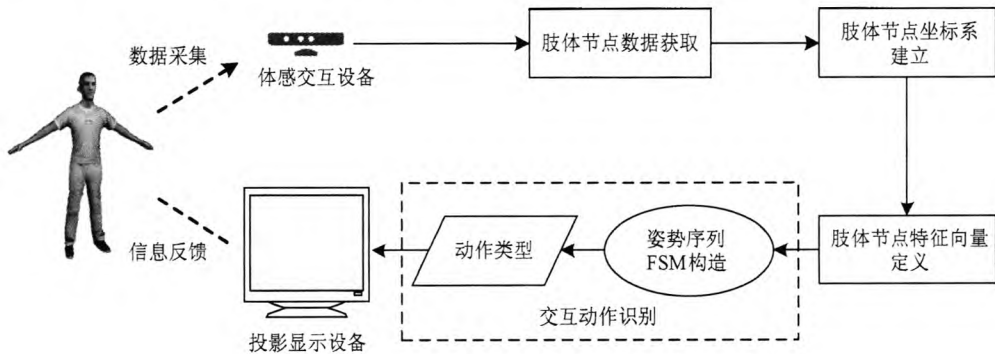 数据采集
体感交互设备
肢体节点数据获取
肢体节点坐标系
建立
肢体节点特征向量
定义
姿势序列
FSM构造
动作类型
交互动作识别
投影显示设备
信息反馈